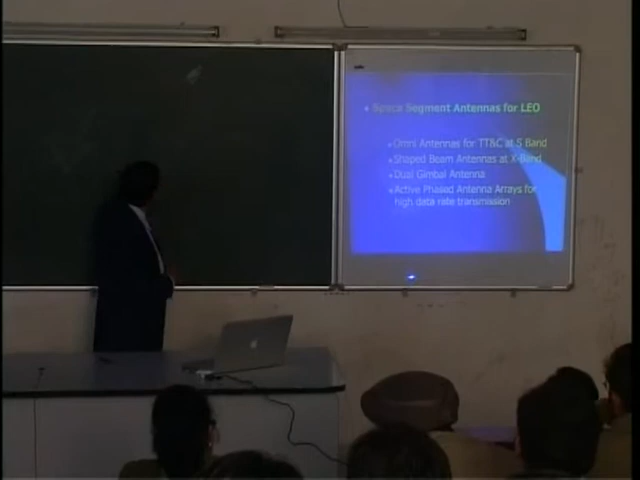 Space Segment Antennas for LEO
Omni Antennas for TT&C at S Band
Shaped Beam Antennas at X-Band
Dual Gimbal Antenna
Active Phased Antenna Arrays for
high data rate transmission